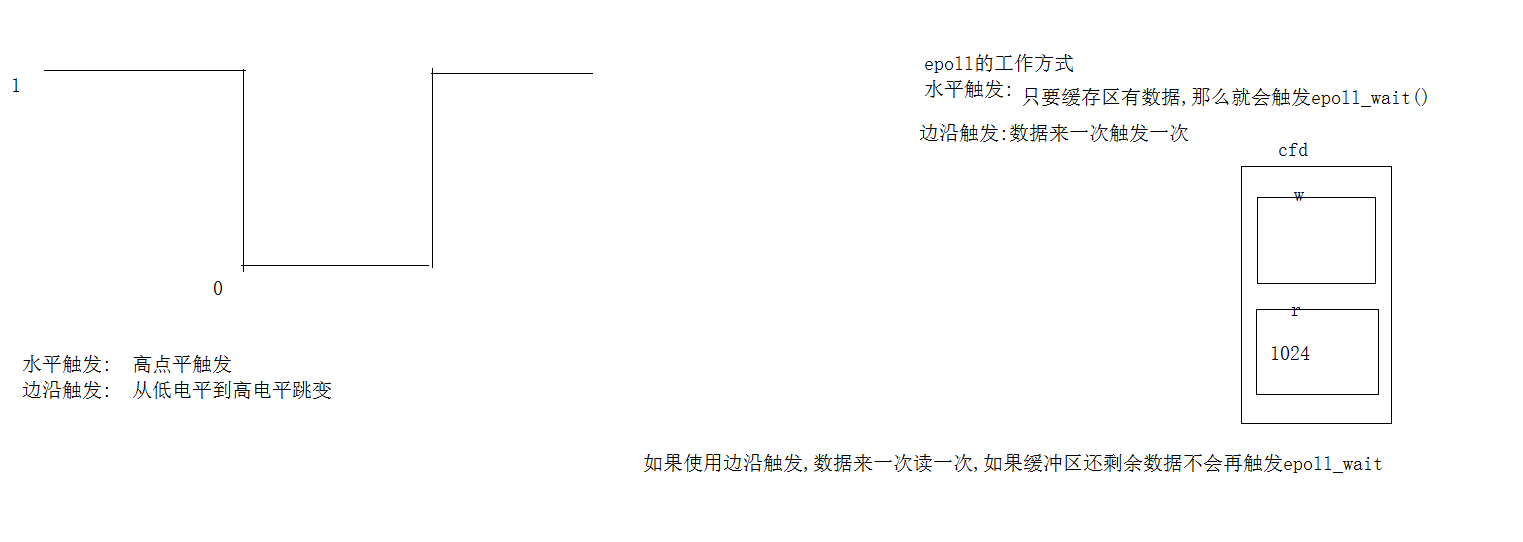 1
0
水平触发: 高点平触发
边沿触发: 从低电平到高电平跳变
epoll的工作方式
水平触发: 只要缓存区有数据,那么就会触发epoll_wait()
边沿触发:数据来一次触发一次
cfd
w
r
1024
如果使用边沿触发,数据来一次读一次,如果缓冲区还剩余数据不会再触发epoll_wait